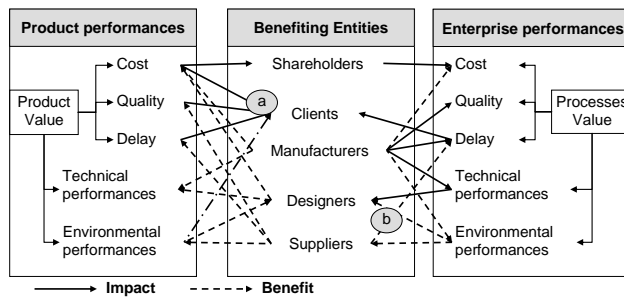 Product performances
Benefiting Entities
Enterprise performances
Cost
Shareholders
Cost
a
Product
Value
Quality
Clients
Quality
Processes
Value
Delay
Manufacturers
Delay
Technical
performances
Designers
Technical
performances
b
Environmental
performances
Suppliers
Environmental
performances
Impact
Benefit